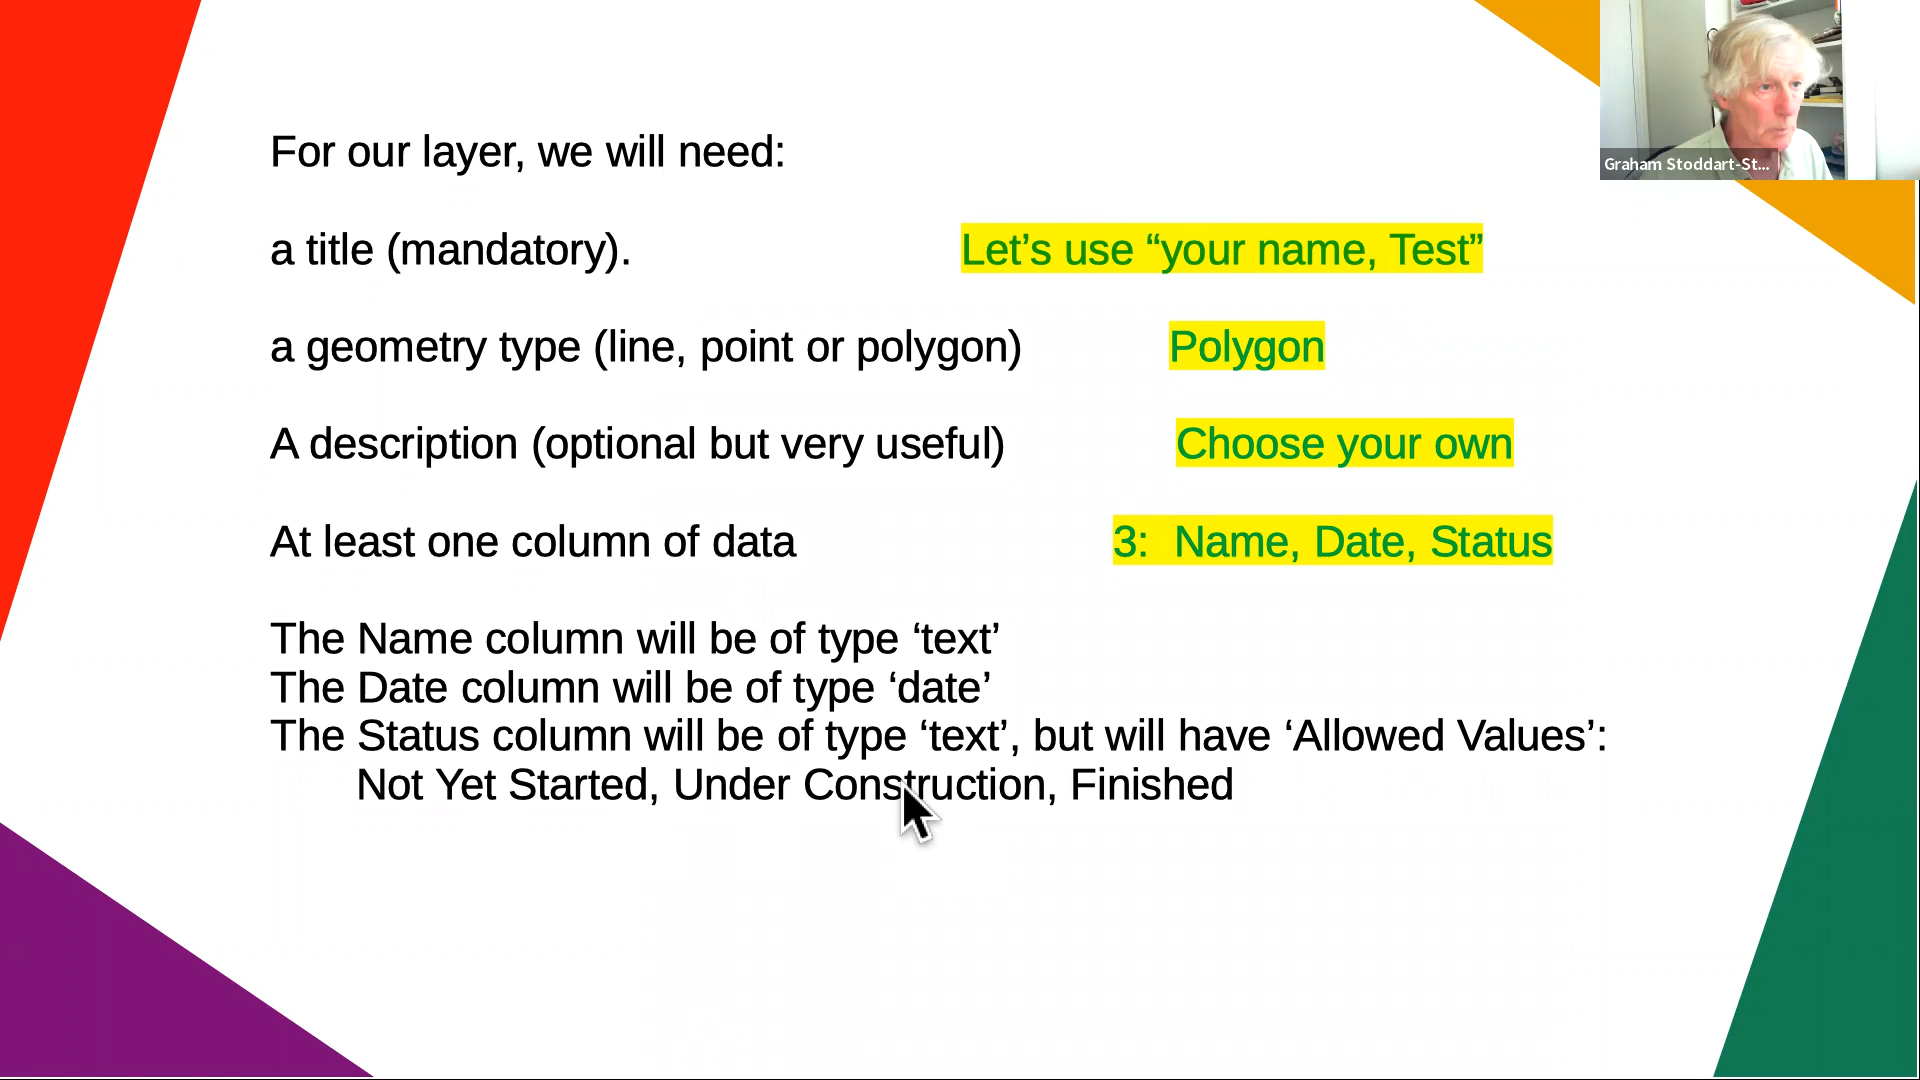 For our layer, we will need:
a title (mandatory). Let’s use “your name, Test”
a geometry type (line, point or polygon) Polygon
A description (optional but very useful) Choose your own
At least one column of data 3: Name, Date, Status
The Name column will be of type ‘text’
The Date column will be of type ‘date’
The Status column will be of type ‘text’, but will have ‘Allowed Values’:
Not Yet Started, Under Construction, Finished
Graham Stoddart-St...